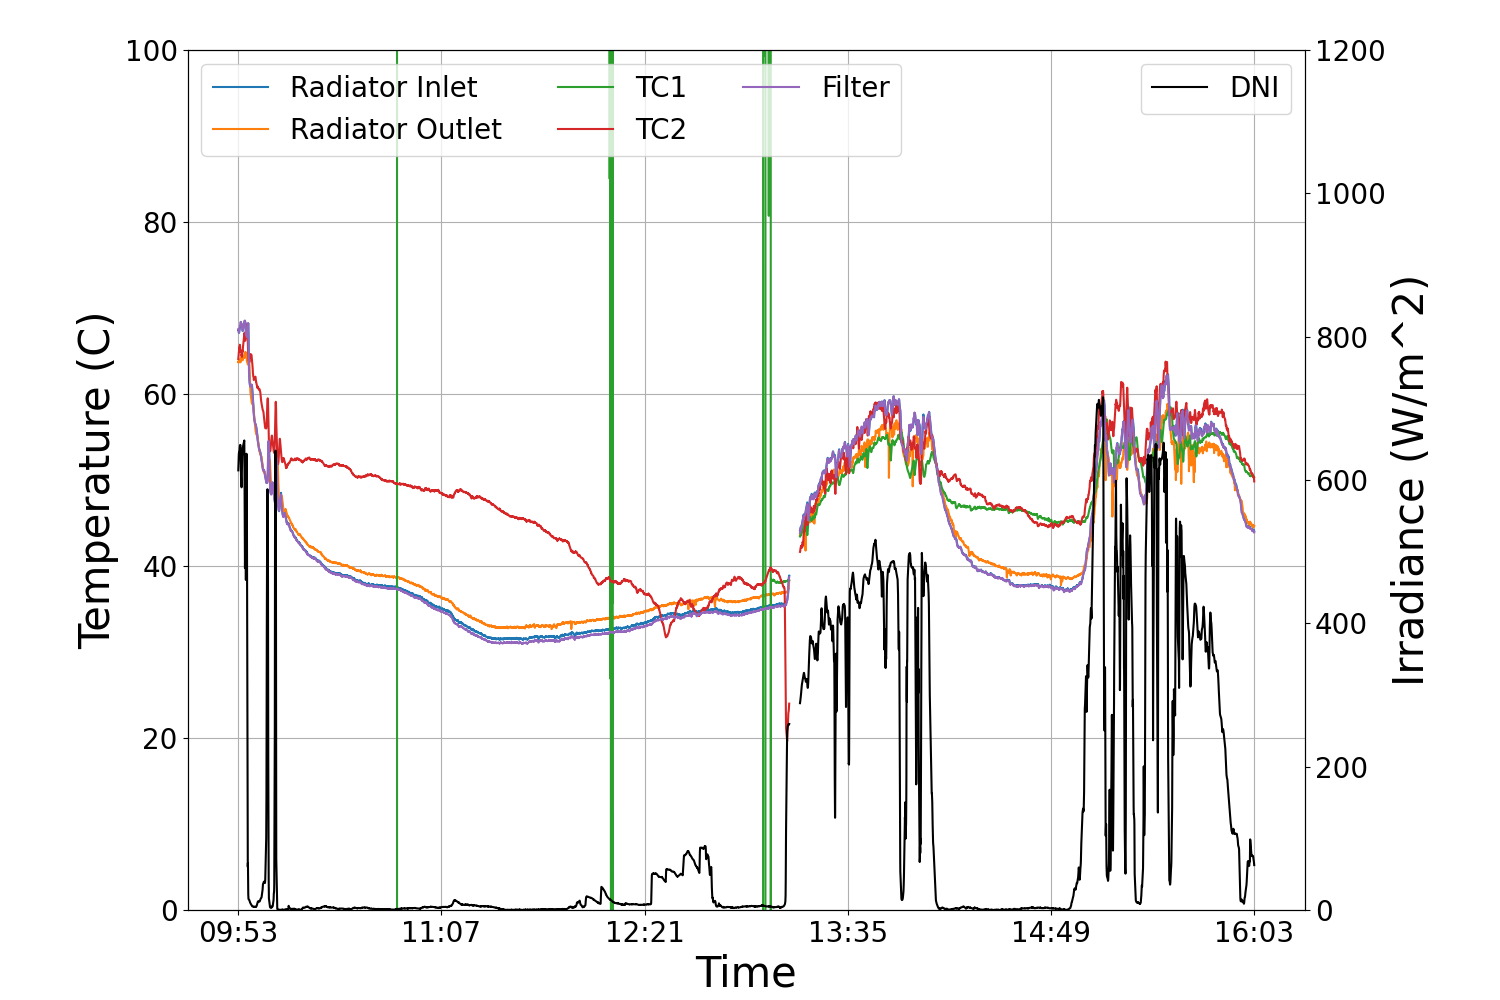 Radiator Inlet
Radiator Outlet
TC1
TC2
Filter
DNI
Temperature (C)
100
80
60
40
20
0
1200
1000
800
600
400
200
0
Irradiance (W/m^2)
09:53 11:07 12:21 13:35 14:49 16:03
Time